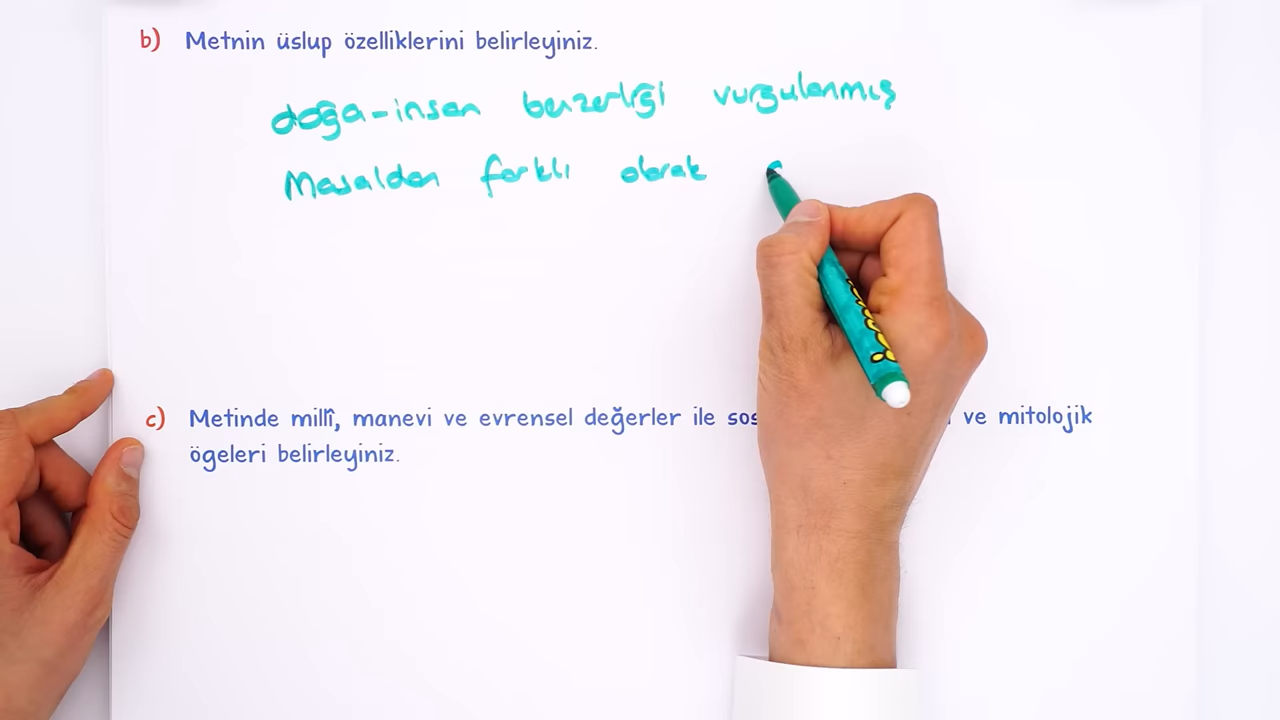 b) Metnin üslup özelliklerini belirleyiniz.
doğa-insan benzerliği vurgulanmış
Masaldan farklı olarak
c) Metinde millî, manevi ve evrensel değerler ile ve mitolojik
ögeleri belirleyiniz.